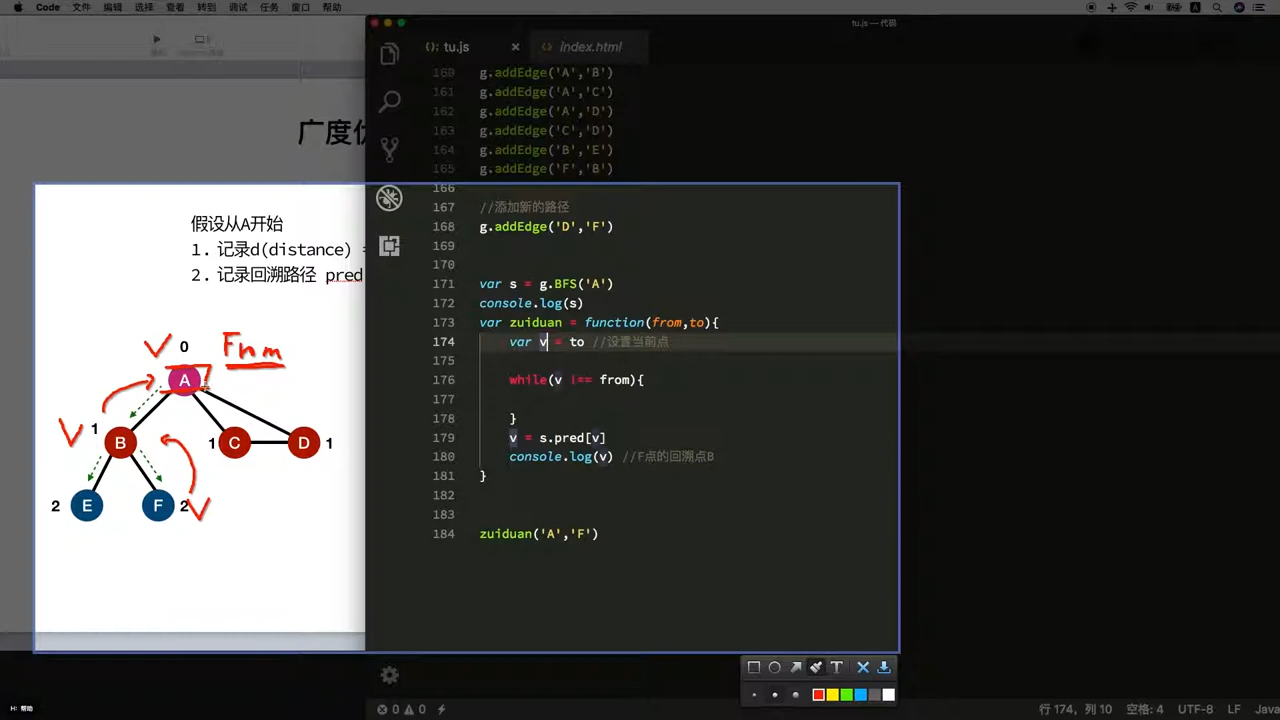 Code 文件 编辑 选择 查看 转到 调试 任务 窗口 帮助
tu.js — 代码
{;} tu.js ×
index.html
160 g.addEdge('A','B')
161 g.addEdge('A','C')
162 g.addEdge('A','D')
163 g.addEdge('C','D')
164 g.addEdge('B','E')
165 g.addEdge('F','B')
166
167 //添加新的路径
168 g.addEdge('D','F')
169
170
171 var s = g.BFS('A')
172 console.log(s)
173 var zuiduan = function(from,to){
174 var v = to //设置当前点
175
176 while(v !== from){
177
178 }
179 v = s.pred[v]
180 console.log(v) //F点的回溯点B
181 }
182
183
184 zuiduan('A','F')
广度优
假设从A开始
1. 记录d(distance) =
2. 记录回溯路径 pred
V 0 From
A
V 1 B 1 C D 1
2 E F 2 V
T
H: 帮助
0 0
行 174, 列 10 空格: 4 UTF-8 LF Java